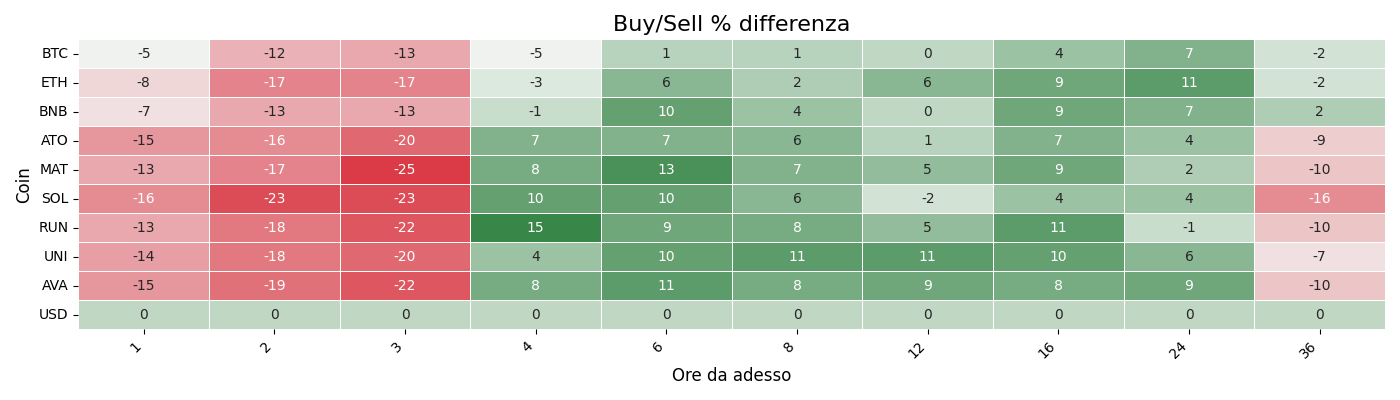 Buy/Sell % differenza
Coin
BTC -5 -12 -13 -5 1 1 0 4 7 -2
ETH -8 -17 -17 -3 6 2 6 9 11 -2
BNB -7 -13 -13 -1 10 4 0 9 7 2
ATO -15 -16 -20 7 7 6 1 7 4 -9
MAT -13 -17 -25 8 13 7 5 9 2 -10
SOL -16 -23 -23 10 10 6 -2 4 4 -16
RUN -13 -18 -22 15 9 8 5 11 -1 -10
UNI -14 -18 -20 4 10 11 11 10 6 -7
AVA -15 -19 -22 8 11 8 9 8 9 -10
USD 0 0 0 0 0 0 0 0 0 0
1 2 3 4 6 8 12 16 24 36
Ore da adesso